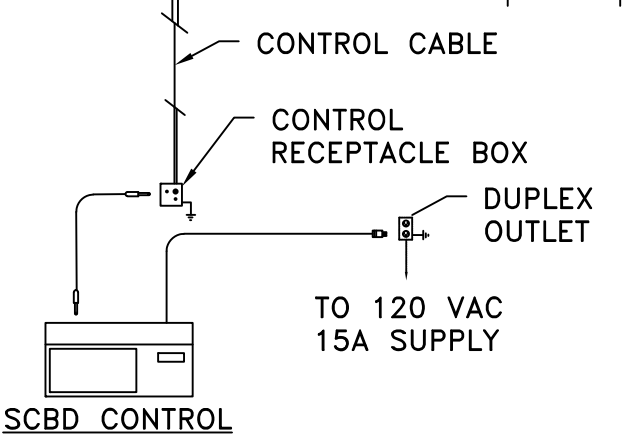 CONTROL CABLE
CONTROL
RECEPTACLE BOX
DUPLEX
OUTLET
TO 120 VAC
15A SUPPLY
SCBD CONTROL